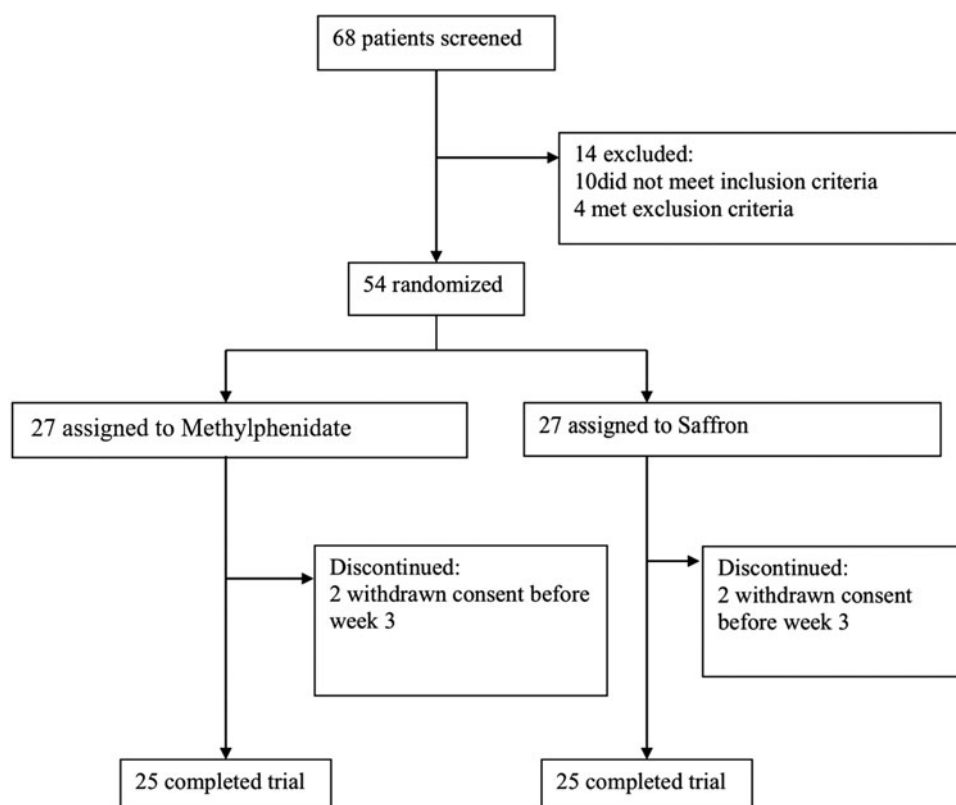 68 patients screened
14 excluded:
10did not meet inclusion criteria
4 met exclusion criteria
54 randomized
27 assigned to Methylphenidate
27 assigned to Saffron
Discontinued:
2 withdrawn consent before
week 3
Discontinued:
2 withdrawn consent
before week 3
25 completed trial
25 completed trial